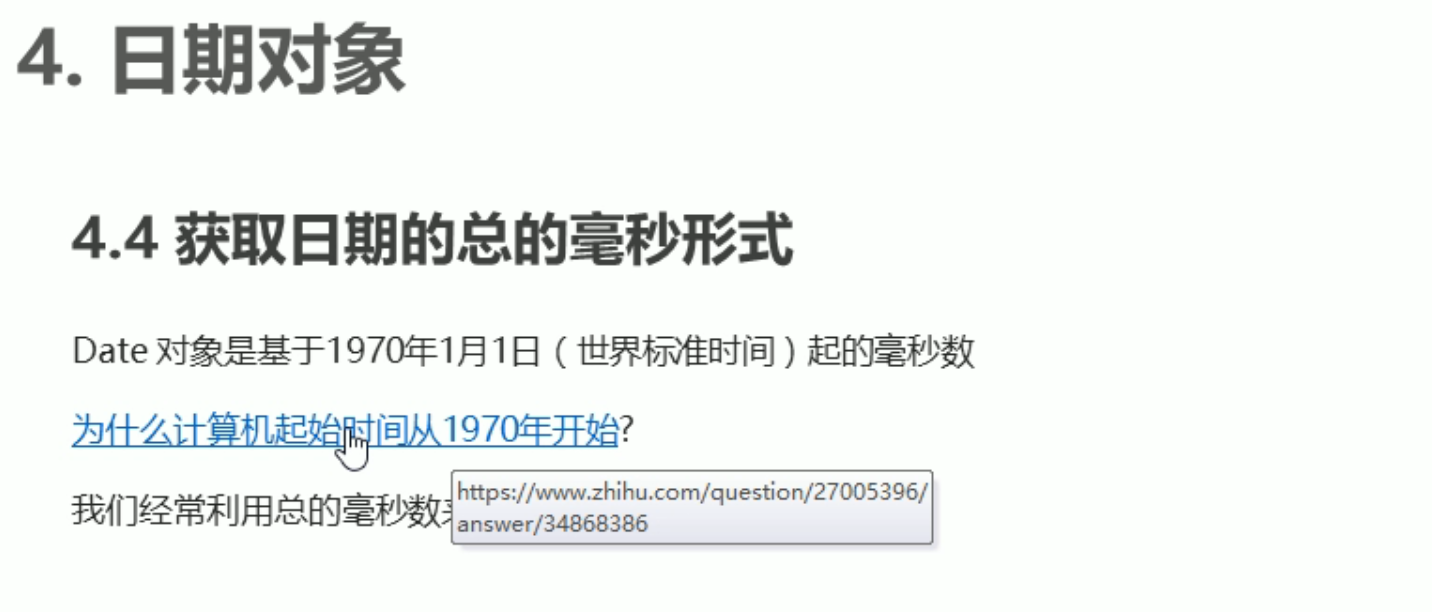 4. 日期对象
4.4 获取日期的总的毫秒形式
Date 对象是基于1970年1月1日（世界标准时间）起的毫秒数
为什么计算机起始时间从1970年开始?
我们经常利用总的毫秒数
https://www.zhihu.com/question/27005396/
answer/34868386